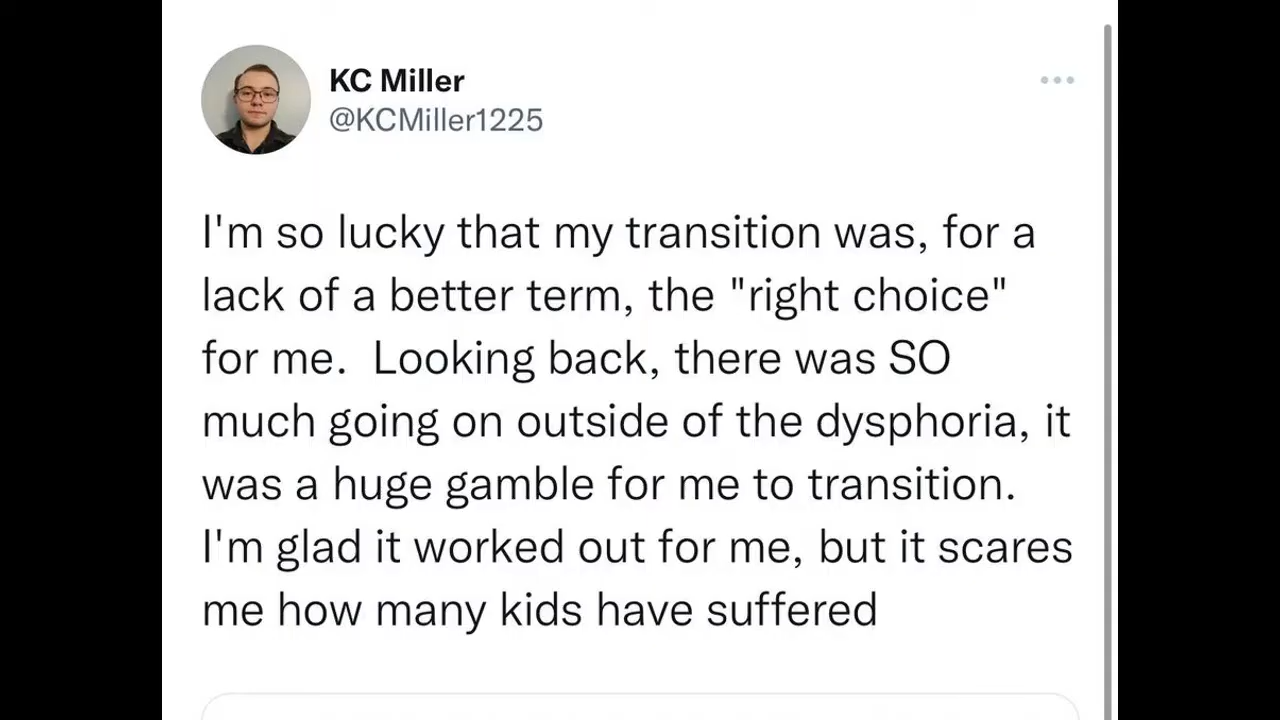 KC Miller
@KCMiller1225
I'm so lucky that my transition was, for a
lack of a better term, the "right choice"
for me.  Looking back, there was SO
much going on outside of the dysphoria, it
was a huge gamble for me to transition.
I'm glad it worked out for me, but it scares
me how many kids have suffered